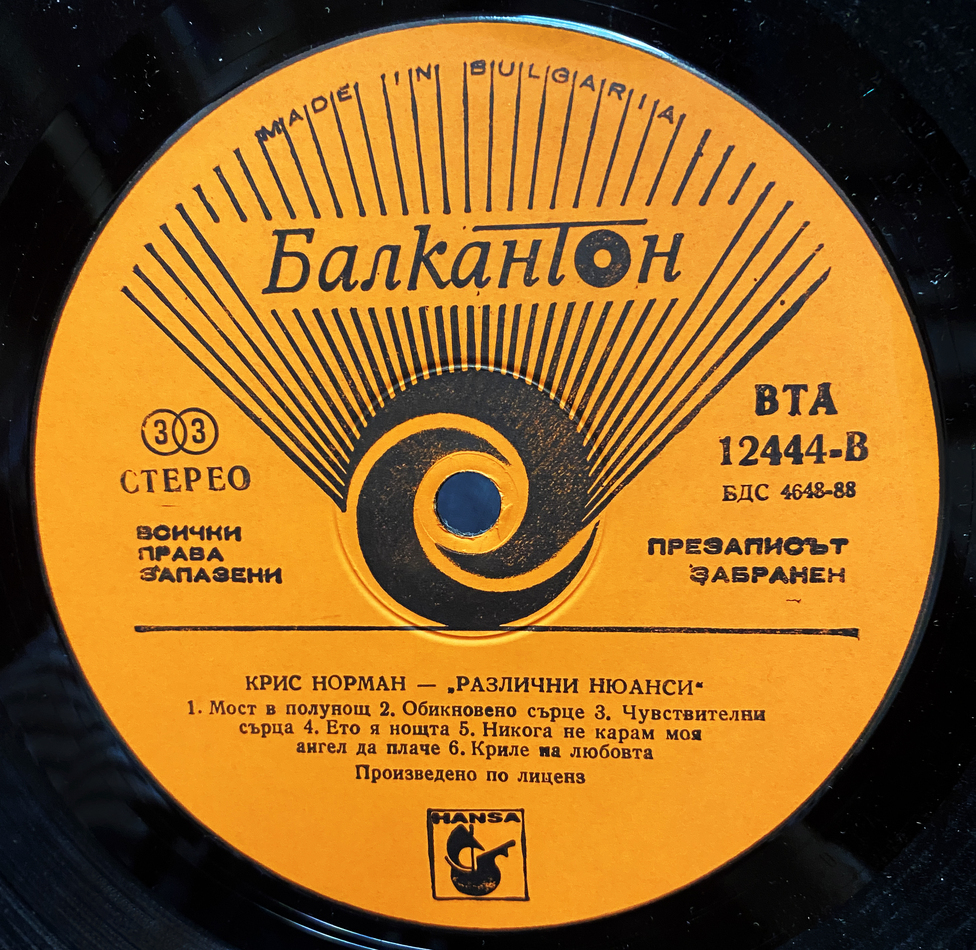 MADE IN BULGARIA
Балкантон
33
СТЕРЕО
ВСИЧКИ
ПРАВА
ЗАПАЗЕНИ
ВТА
12444-В
БДС 4648-88
ПРЕЗАПИСЪТ
ЗАБРАНЕН
КРИС НОРМАН — „РАЗЛИЧНИ НЮАНСИ“
1. Мост в полунощ 2. Обикновено сърце 3. Чувствителни
сърца 4. Ето я нощта 5. Никога не карам моя
ангел да плаче 6. Криле на любовта
Произведено по лиценз
HANSA